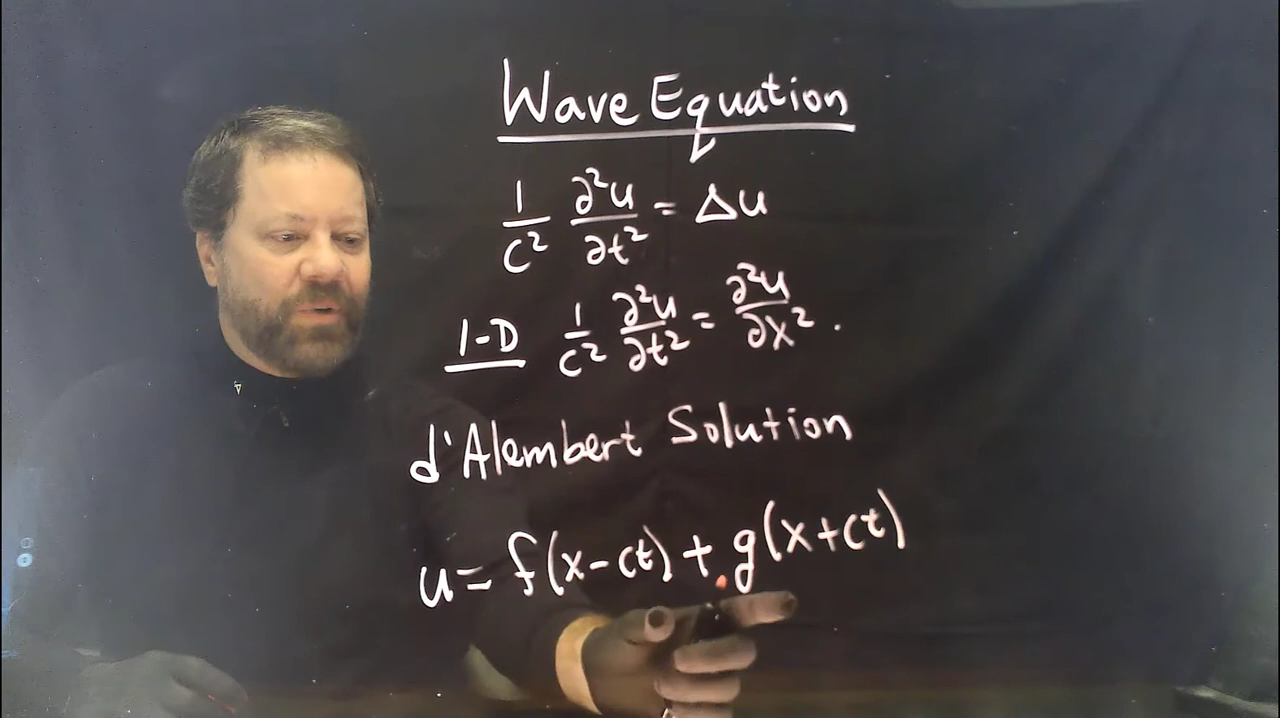 Wave Equation
1/c² ∂²u/∂t² = Δu
1-D 1/c² ∂²u/∂t² = ∂²u/∂x² .
d'Alembert Solution
u = f(x-ct) + g(x+ct)